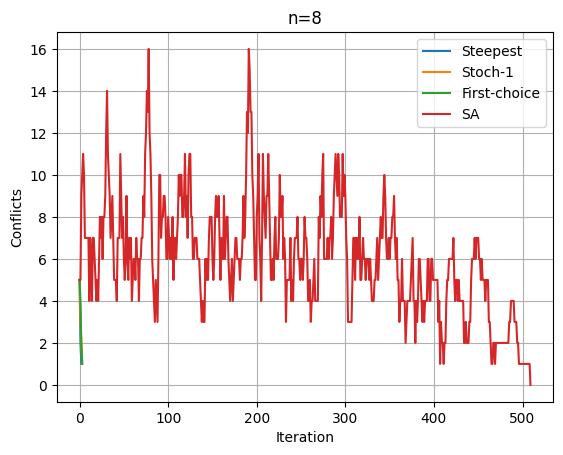 n=8
Steepest
Stoch-1
First-choice
SA
Conflicts
16
14
12
10
8
6
4
2
0
0 100 200 300 400 500
Iteration